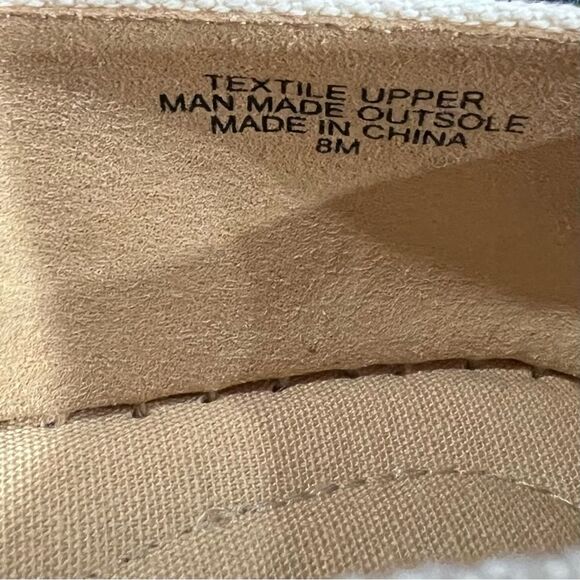 TEXTILE UPPER
MAN MADE OUTSOLE
MADE IN CHINA
8M